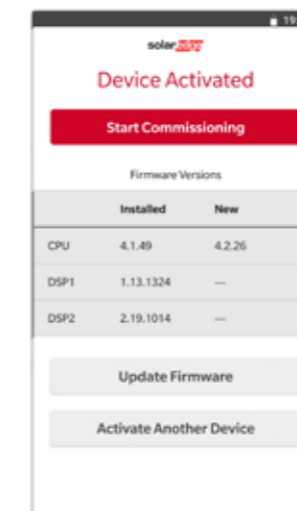 19
solaredge
Device Activated
Start Commissioning
Firmware Versions
Installed New
CPU 4.1.49 4.2.26
DSP1 1.13.1324 ---
DSP2 2.19.1014 ---
Update Firmware
Activate Another Device